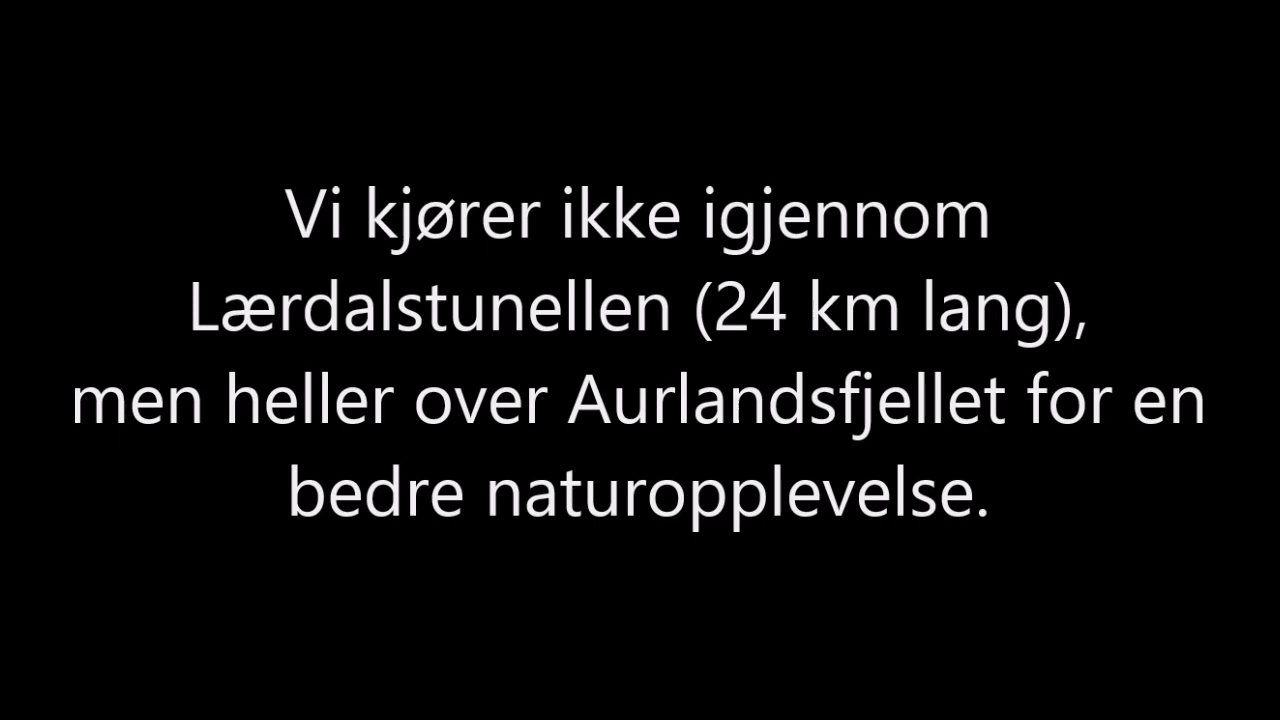 Vi kjører ikke igjennom
Lærdalstunellen (24 km lang),
men heller over Aurlandsfjellet for en
bedre naturopplevelse.